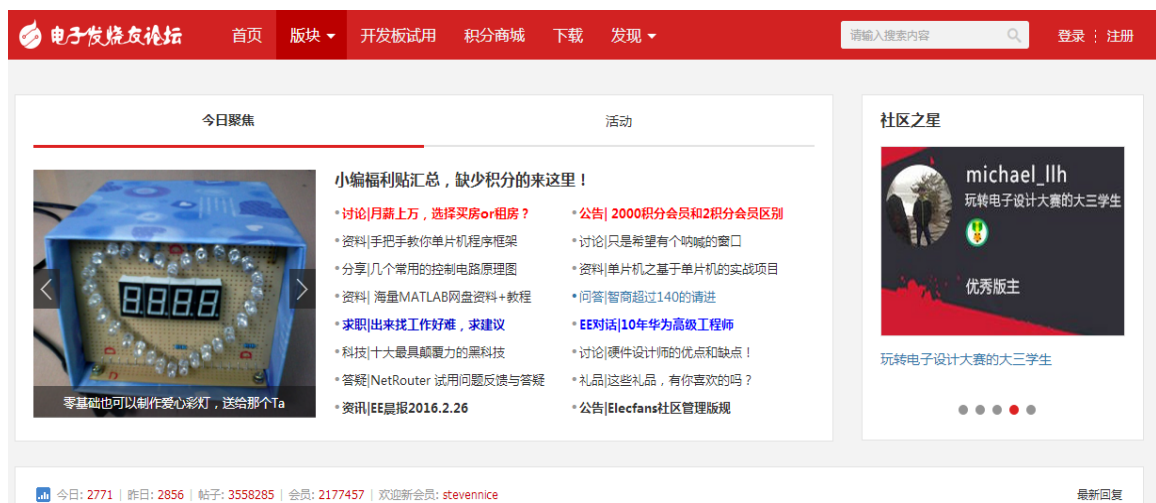 电子发烧友论坛 首页 版块 开发板试用 积分商城 下载 发现 请输入搜索内容 登录 注册
今日聚焦 活动
小编福利贴汇总，缺少积分的来这里！
讨论|月薪上万，选择买房or租房？
公告| 2000积分会员和2积分会员区别
资料|手把手教你单片机程序框架
讨论|只是希望有个呐喊的窗口
分享|几个常用的控制电路原理图
资料|单片机之基于单片机的实战项目
资料| 海量MATLAB网盘资料+教程
问答|智商超过140的请进
求职|出来找工作好难，求建议
EE对话|10年华为高级工程师
科技|十大最具颠覆力的黑科技
讨论|硬件设计师的优点和缺点！
答疑|NetRouter 试用问题反馈与答疑
礼品|这些礼品，有你喜欢的吗？
资讯|EE晨报2016.2.26
公告|Elecfans社区管理版规
8.8.8.8.
零基础也可以制作爱心彩灯，送给那个Ta
社区之星
michael_llh
玩转电子设计大赛的大三学生
优秀版主
玩转电子设计大赛的大三学生
今日: 2771 | 昨日: 2856 | 帖子: 3558285 | 会员: 2177457 | 欢迎新会员: stevennice 最新回复